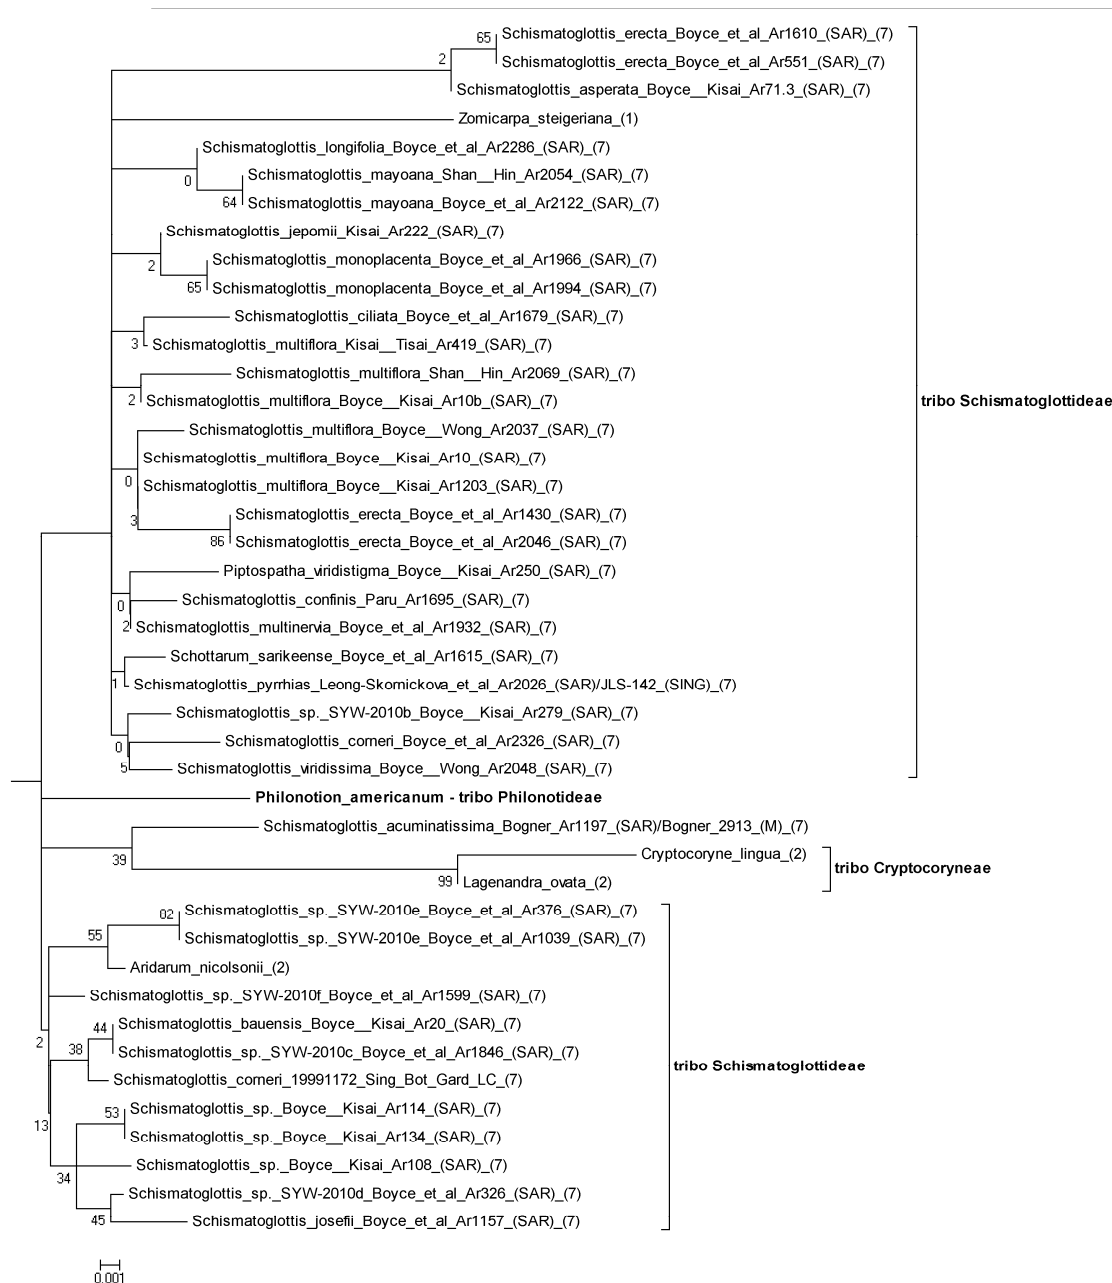 65 Schismatoglottis_erecta_Boyce_et_al_Ar1610_(SAR)_(7)
2 Schismatoglottis_erecta_Boyce_et_al_Ar551_(SAR)_(7)
Schismatoglottis_asperata_Boyce__Kisai_Ar71.3_(SAR)_(7)
Zomicarpa_steigeriana_(1)
Schismatoglottis_longifolia_Boyce_et_al_Ar2286_(SAR)_(7)
0 Schismatoglottis_mayoana_Shan__Hin_Ar2054_(SAR)_(7)
64 Schismatoglottis_mayoana_Boyce_et_al_Ar2122_(SAR)_(7)
Schismatoglottis_jepomii_Kisai_Ar222_(SAR)_(7)
2 Schismatoglottis_monoplacenta_Boyce_et_al_Ar1966_(SAR)_(7)
65 Schismatoglottis_monoplacenta_Boyce_et_al_Ar1994_(SAR)_(7)
Schismatoglottis_ciliata_Boyce_et_al_Ar1679_(SAR)_(7)
3 Schismatoglottis_multiflora_Kisai__Tisai_Ar419_(SAR)_(7)
Schismatoglottis_multiflora_Shan__Hin_Ar2069_(SAR)_(7)
2 Schismatoglottis_multiflora_Boyce__Kisai_Ar10b_(SAR)_(7)
tribo Schismatoglottideae
Schismatoglottis_multiflora_Boyce__Wong_Ar2037_(SAR)_(7)
Schismatoglottis_multiflora_Boyce__Kisai_Ar10_(SAR)_(7)
0 Schismatoglottis_multiflora_Boyce__Kisai_Ar1203_(SAR)_(7)
3 Schismatoglottis_erecta_Boyce_et_al_Ar1430_(SAR)_(7)
86 Schismatoglottis_erecta_Boyce_et_al_Ar2046_(SAR)_(7)
Piptospatha_viridistigma_Boyce__Kisai_Ar250_(SAR)_(7)
0 Schismatoglottis_confinis_Paru_Ar1695_(SAR)_(7)
2 Schismatoglottis_multinervia_Boyce_et_al_Ar1932_(SAR)_(7)
Schottarum_sarikeense_Boyce_et_al_Ar1615_(SAR)_(7)
1 Schismatoglottis_pyrrhias_Leong-Skornickova_et_al_Ar2026_(SAR)/JLS-142_(SING)_(7)
Schismatoglottis_sp._SYW-2010b_Boyce__Kisai_Ar279_(SAR)_(7)
0 Schismatoglottis_corneri_Boyce_et_al_Ar2326_(SAR)_(7)
5 Schismatoglottis_viridissima_Boyce__Wong_Ar2048_(SAR)_(7)
Philonotion_americanum - tribo Philonotideae
Schismatoglottis_acuminatissima_Bogner_Ar1197_(SAR)/Bogner_2913_(M)_(7)
39 Cryptocoryne_lingua_(2)
tribo Cryptocoryneae
99 Lagenandra_ovata_(2)
02 Schismatoglottis_sp._SYW-2010e_Boyce_et_al_Ar376_(SAR)_(7)
55 Schismatoglottis_sp._SYW-2010e_Boyce_et_al_Ar1039_(SAR)_(7)
Aridarum_nicolsonii_(2)
Schismatoglottis_sp._SYW-2010f_Boyce_et_al_Ar1599_(SAR)_(7)
44 Schismatoglottis_bauensis_Boyce__Kisai_Ar20_(SAR)_(7)
2 38 Schismatoglottis_sp._SYW-2010c_Boyce_et_al_Ar1846_(SAR)_(7)
tribo Schismatoglottideae
Schismatoglottis_corneri_19991172_Sing_Bot_Gard_LC_(7)
53 Schismatoglottis_sp._Boyce__Kisai_Ar114_(SAR)_(7)
13 Schismatoglottis_sp._Boyce__Kisai_Ar134_(SAR)_(7)
34 Schismatoglottis_sp._Boyce__Kisai_Ar108_(SAR)_(7)
Schismatoglottis_sp._SYW-2010d_Boyce_et_al_Ar326_(SAR)_(7)
45 Schismatoglottis_josefii_Boyce_et_al_Ar1157_(SAR)_(7)
0.001